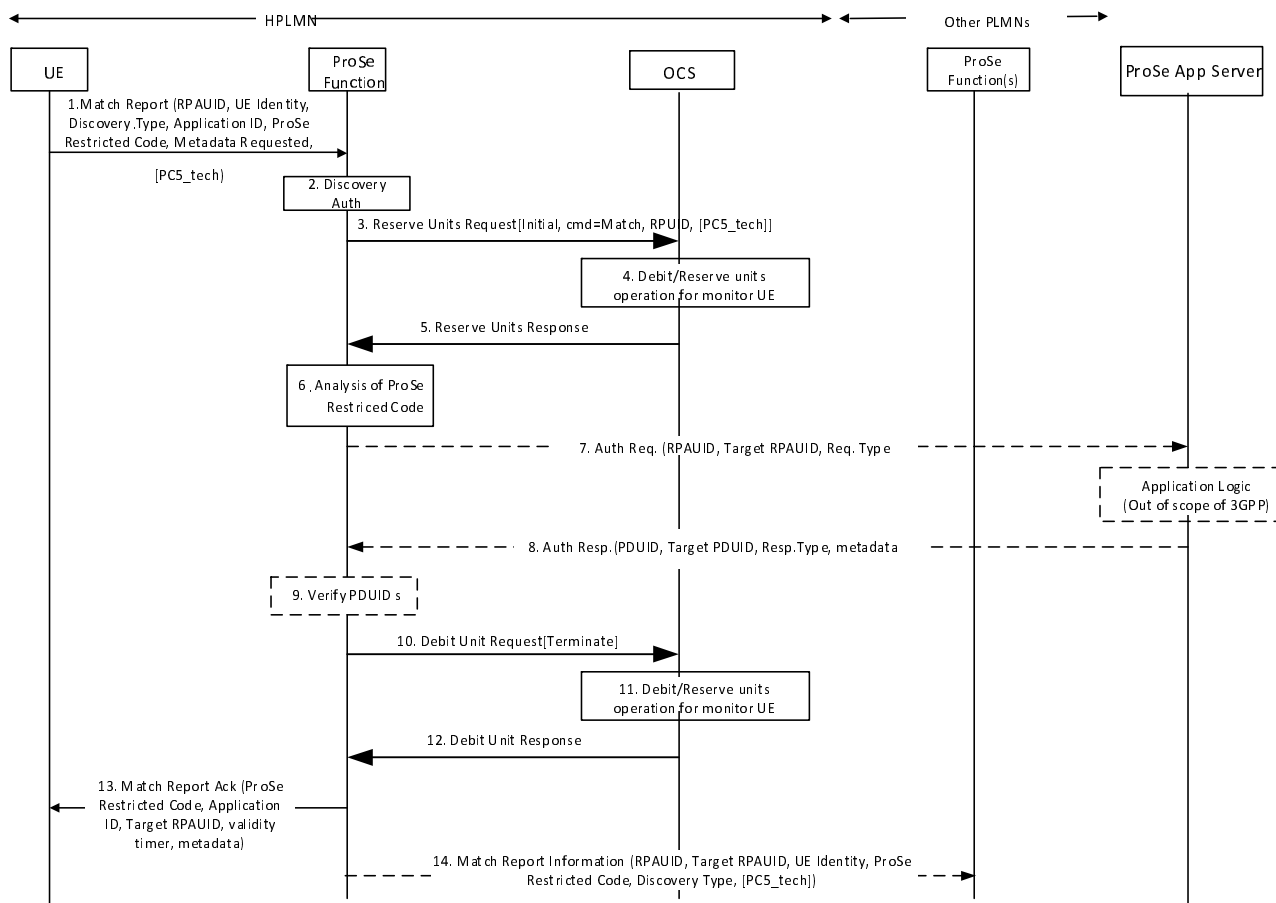 HPLMN
Other PLMNs
UE
ProSe
Function
OCS
ProSe
Function(s)
ProSe App Server
1.Match Report (RPAUID, UE Identity,
Discovery.Type, Application ID, ProSe
Restricted Code, Metadata Requested,
[PC5_tech)
2. Discovery
Auth
3. Reserve Units Request[Initial, cmd=Match, RPUID, [PC5_tech]]
4. Debit/Reserve units
operation for monitor UE
5. Reserve Units Response
6. Analysis of ProSe
Restriced Code
7. Auth Req. (RPAUID, Target RPAUID, Req. Type
Application Logic
(Out of scope of 3GPP)
8. Auth Resp.(PDUID, Target PDUID, Resp.Type, metadata
9. Verify PDUIDs
10. Debit Unit Request[Terminate]
11. Debit/Reserve units
operation for monitor UE
12. Debit Unit Response
13. Match Report Ack (ProSe
Restricted Code, Application
ID, Target RPAUID, validity
timer, metadata)
14. Match Report Information (RPAUID, Target RPAUID, UE Identity, ProSe
Restricted Code, Discovery Type, [PC5_tech])